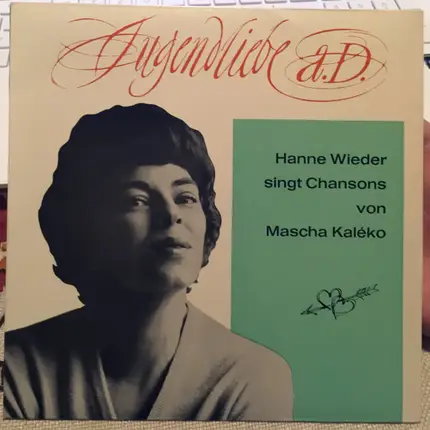 Jugendliebe a.D.
Hanne Wieder
singt Chansons
von
Mascha Kaléko